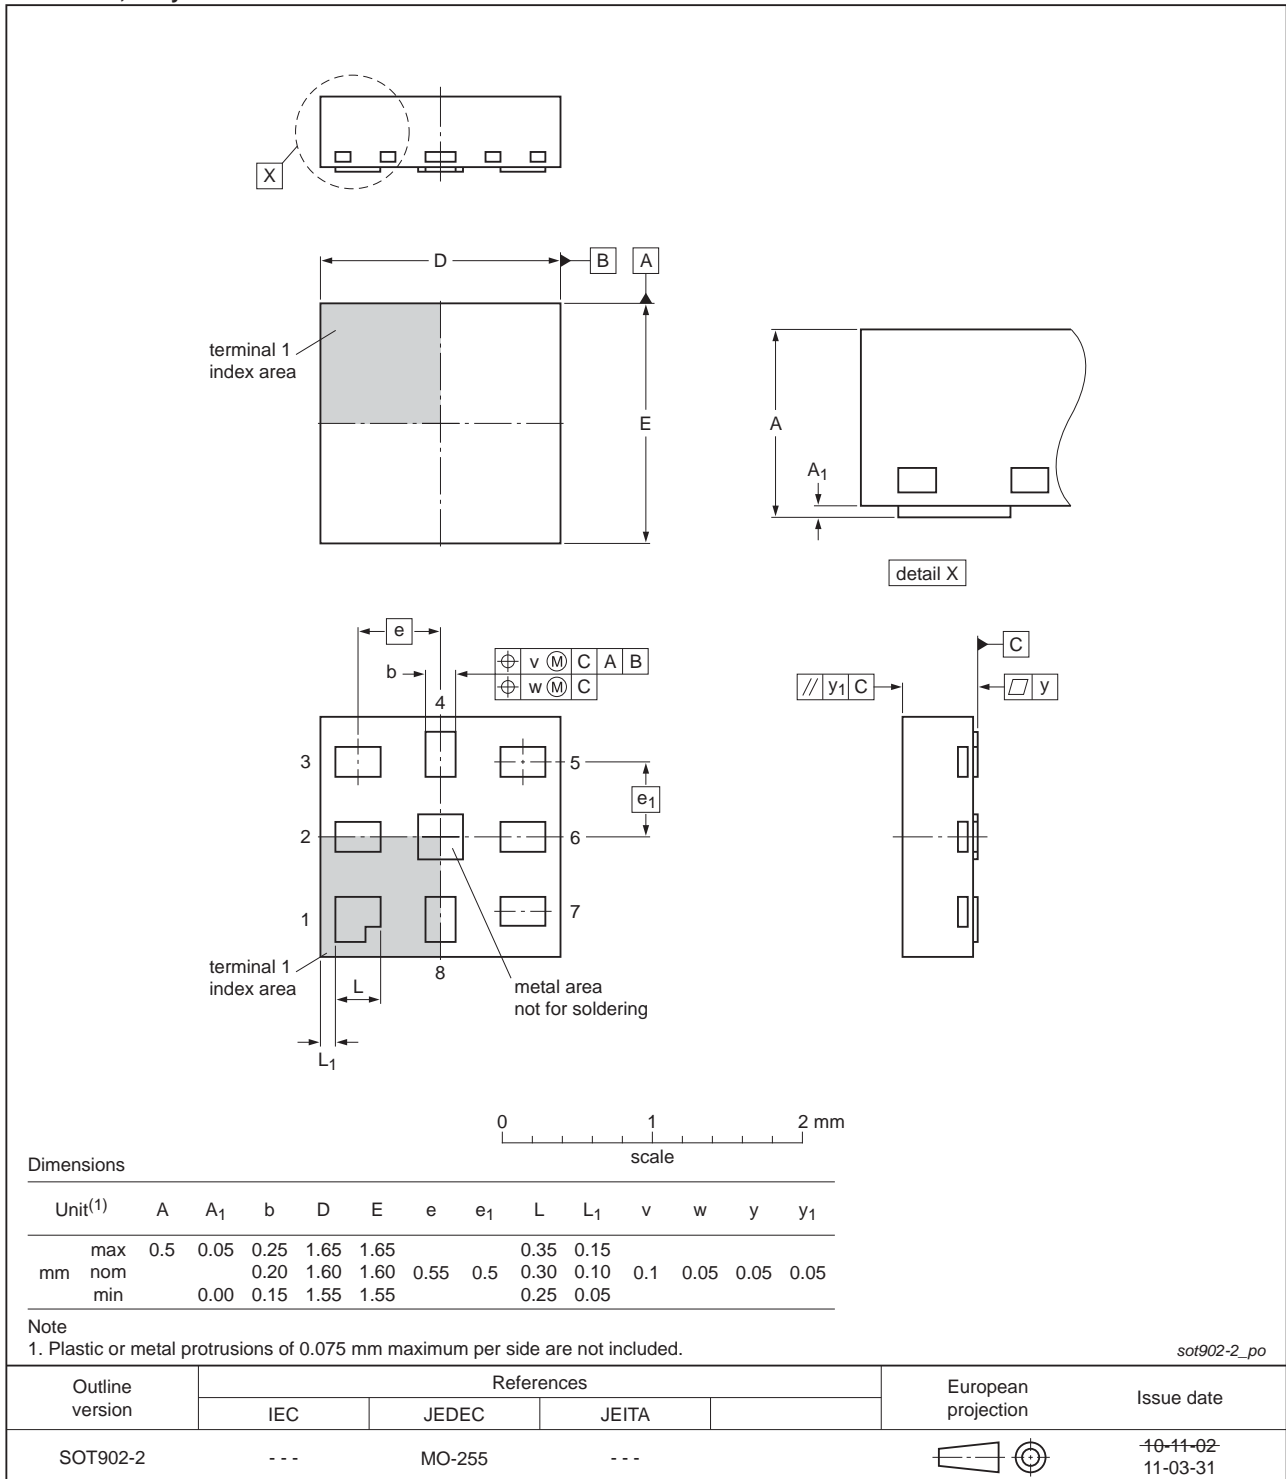 X
D
B
A
terminal 1
index area
E
A
A1
detail X
e
b
v M C A B
w M C
4
3
5
e1
2
6
1
7
8
terminal 1
index area
L
L1
metal area
not for soldering
C
// y1 C
y
0 1 2 mm
scale
Dimensions
Unit(1) A A1 b D E e e1 L L1 v w y y1
max 0.5 0.05 0.25 1.65 1.65 0.35 0.15
mm nom 0.20 1.60 1.60 0.55 0.5 0.30 0.10 0.1 0.05 0.05 0.05
min 0.00 0.15 1.55 1.55 0.25 0.05
Note
1. Plastic or metal protrusions of 0.075 mm maximum per side are not included.
sot902-2_po
Outline
version
References
IEC JEDEC JEITA
European
projection
Issue date
SOT902-2 - - - MO-255 - - -
10-11-02
11-03-31